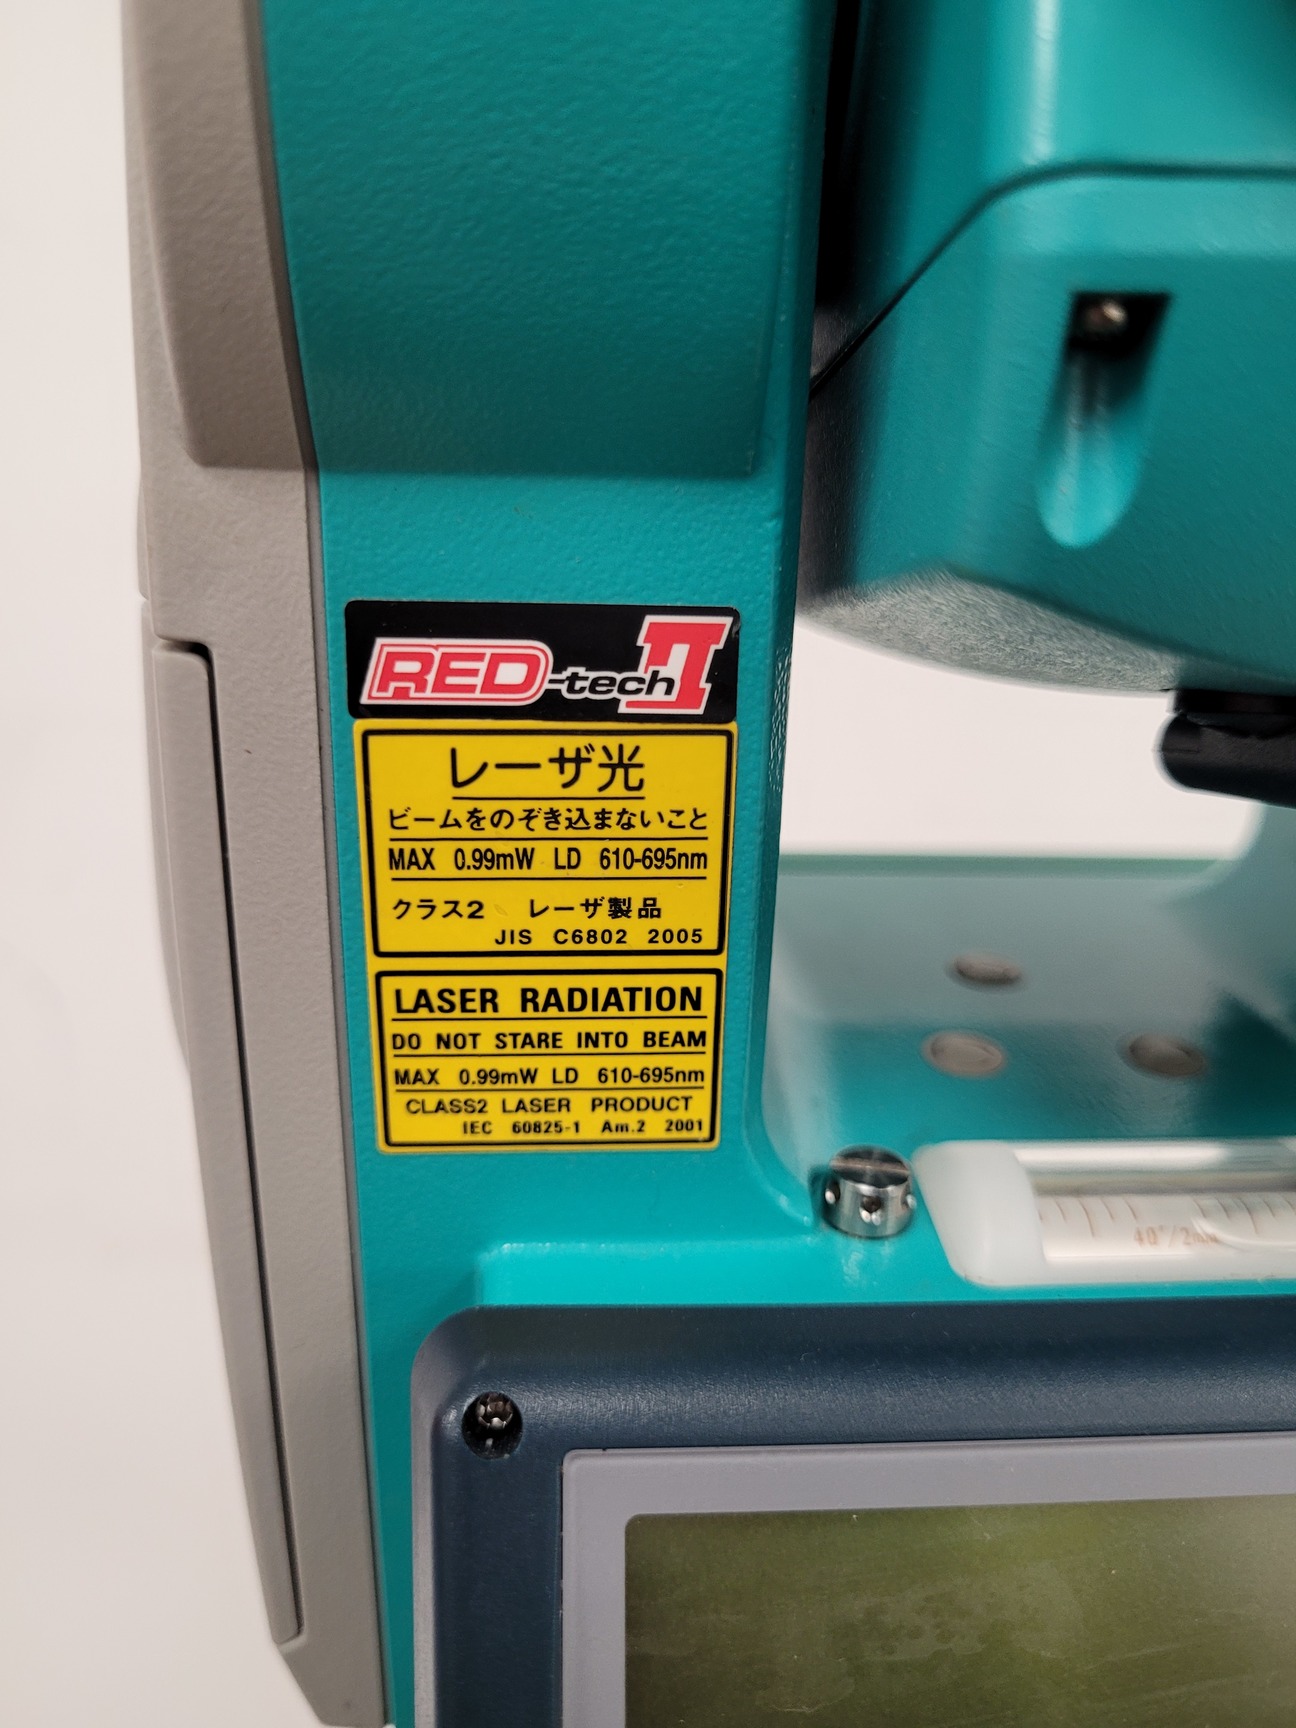 RED-tech II
レーザ光
ビームをのぞき込まないこと
MAX 0.99mW LD 610-695nm
クラス2 レーザ製品
JIS C6802 2005
LASER RADIATION
DO NOT STARE INTO BEAM
MAX 0.99mW LD 610-695nm
CLASS2 LASER PRODUCT
IEC 60825-1 Am.2 2001
40"/2mm